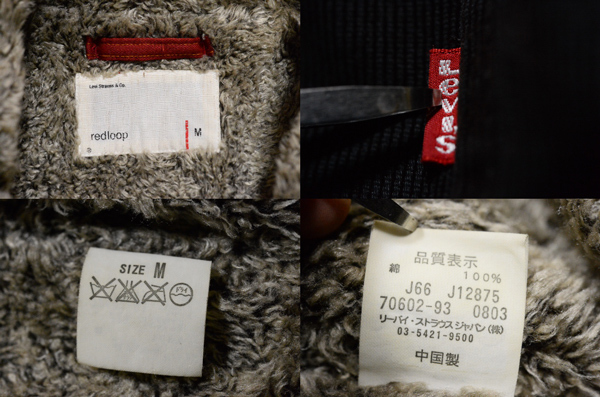 Levi Strauss & Co.
redloop
M
S
Levi's
SIZE M
品質表示
綿 100%
J66 J12875
70602-93 0803
リーバイ・ストラウスジャパン(株)
03-5421-9500
中国製